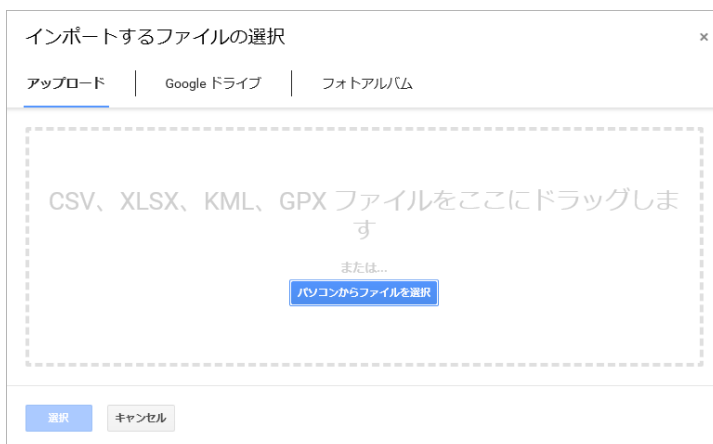 インポートするファイルの選択
×
アップロード
Google ドライブ
フォトアルバム
CSV、XLSX、KML、GPX ファイルをここにドラッグしま
す
または...
パソコンからファイルを選択
選択
キャンセル